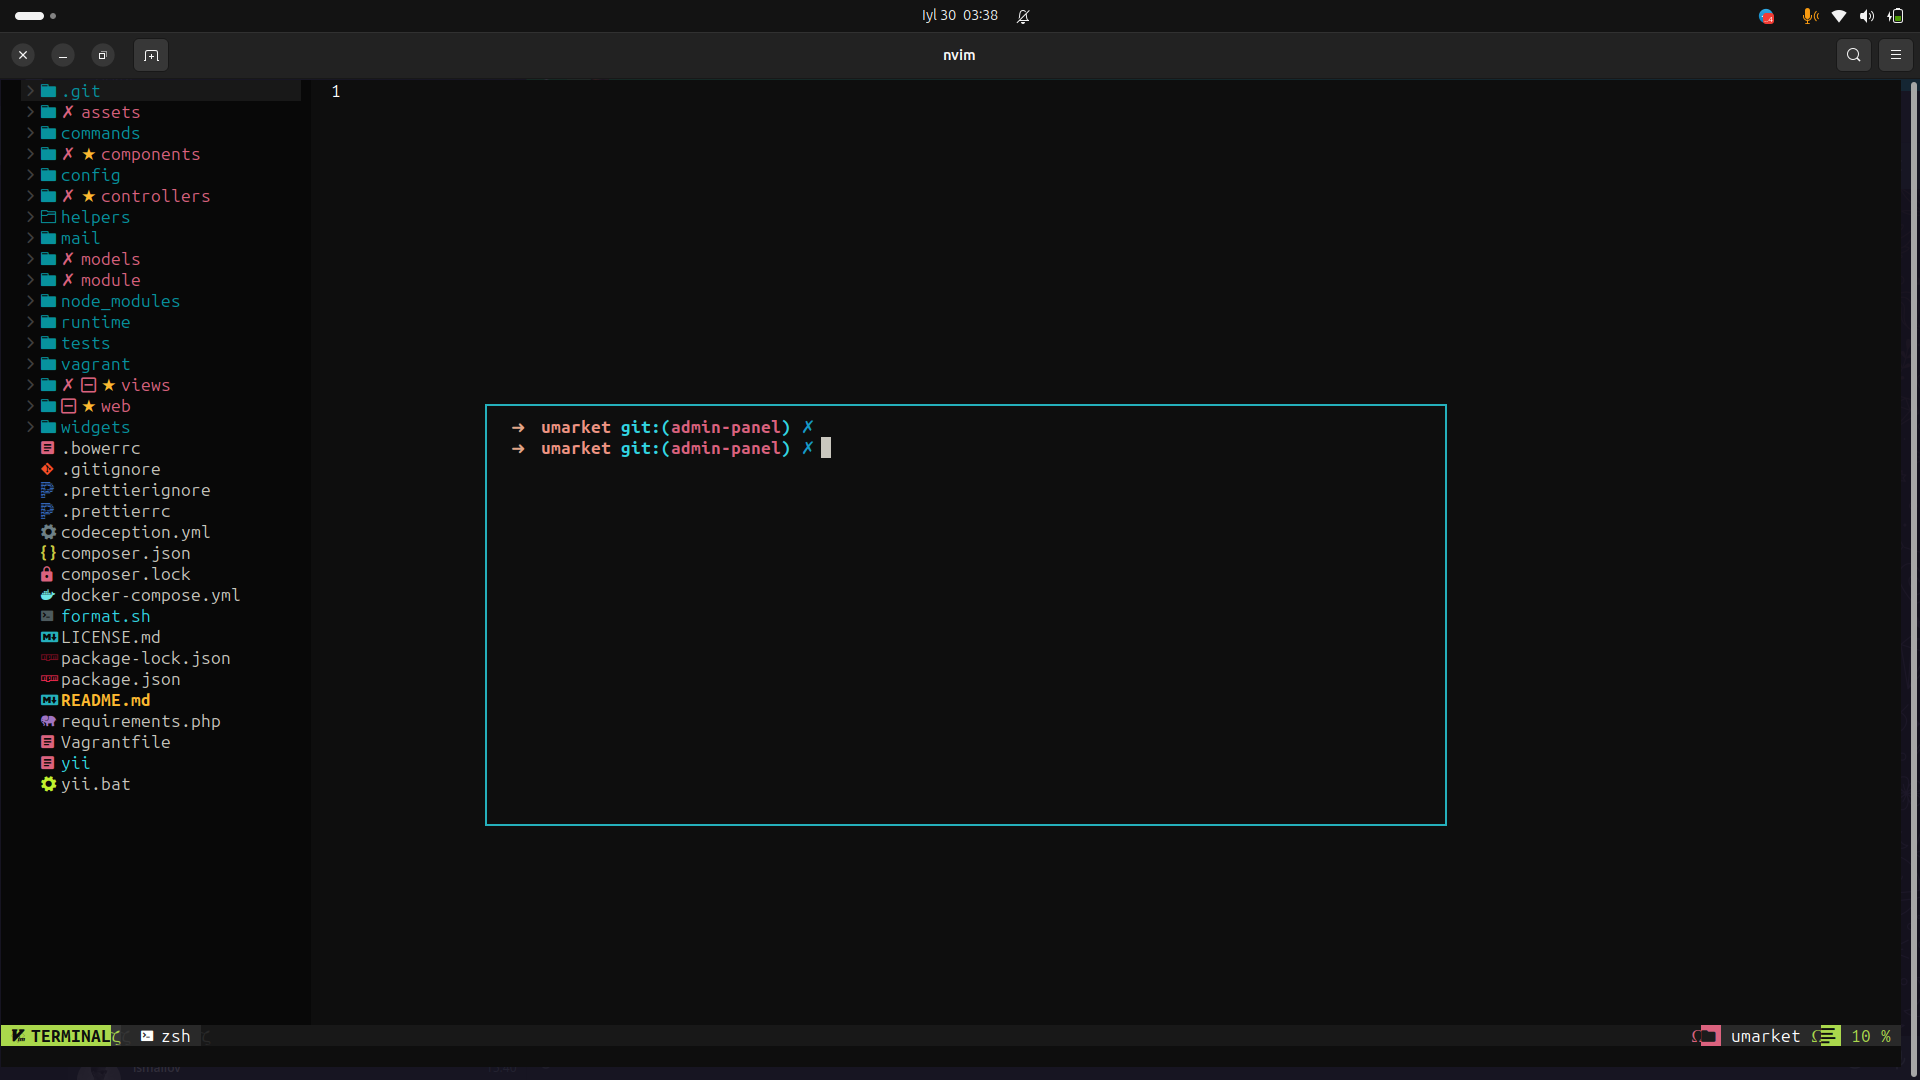 Iyl 30 03:38
nvim
.git
✗ assets
commands
✗ ★ components
config
✗ ★ controllers
helpers
mail
✗ models
✗ module
node_modules
runtime
tests
vagrant
✗ ★ views
★ web
widgets
.bowerrc
.gitignore
.prettierignore
.prettierrc
codeception.yml
{} composer.json
composer.lock
docker-compose.yml
format.sh
LICENSE.md
package-lock.json
package.json
README.md
requirements.php
Vagrantfile
yii
yii.bat
1
➜ umarket git:(admin-panel) ✗
➜ umarket git:(admin-panel) ✗
TERMINAL zsh
umarket 10 %